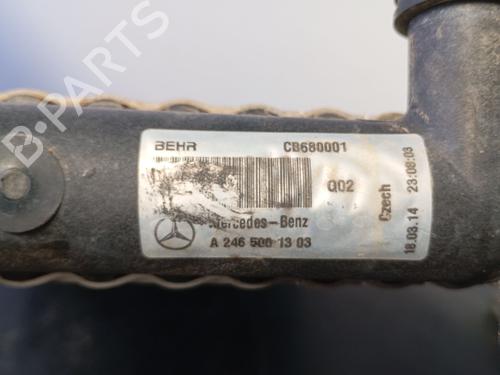 BEHR CB680001
Q02
Mercedes-Benz
A 246 500 13 03
Czech
18.03.14 23:08:03
B-PARTS